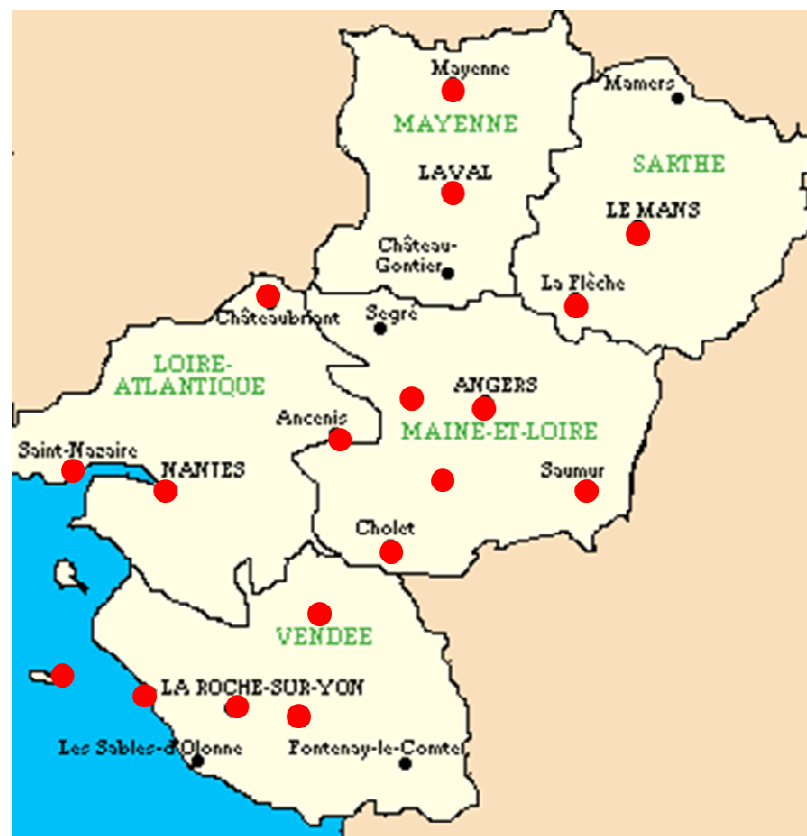 Mayenne
MAYENNE
Mamers
SARTHE
LAVAL
LE MANS
Château-
Gontier
La Flèche
Châteaubriant
Segré
LOIRE-
ATLANTIQUE
ANGERS
Ancenis
MAINE-ET-LOIRE
Saint-Nazaire
NANTES
Saumur
Cholet
VENDEE
LA ROCHE-SUR-YON
Les Sables-d'Olonne
Fontenay-le-Comte